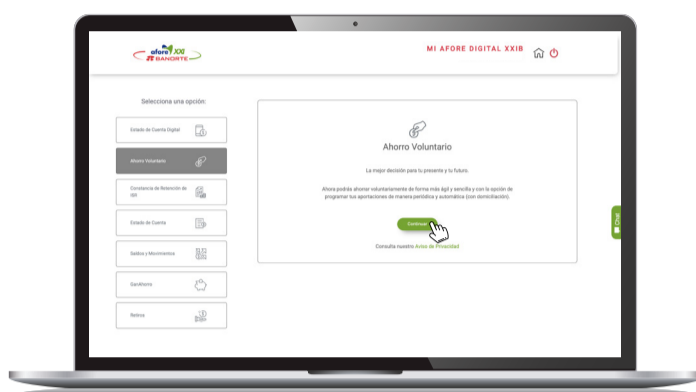 afore XXI
BANORTE
MI AFORE DIGITAL XXIB
Selecciona una opción:
Estado de Cuenta Digital
Ahorro Voluntario
Constancia de Retención de
ISR
Estado de Cuenta
Saldos y Movimientos
GanAhorro
Retiros
Ahorro Voluntario
La mejor decisión para tu presente y tu futuro.
Ahora podrás ahorrar voluntariamente de forma más ágil y sencilla y con la opción de
programar tus aportaciones de manera periódica y automática (con domiciliación).
Continuar
Consulta nuestro Aviso de Privacidad
Chat